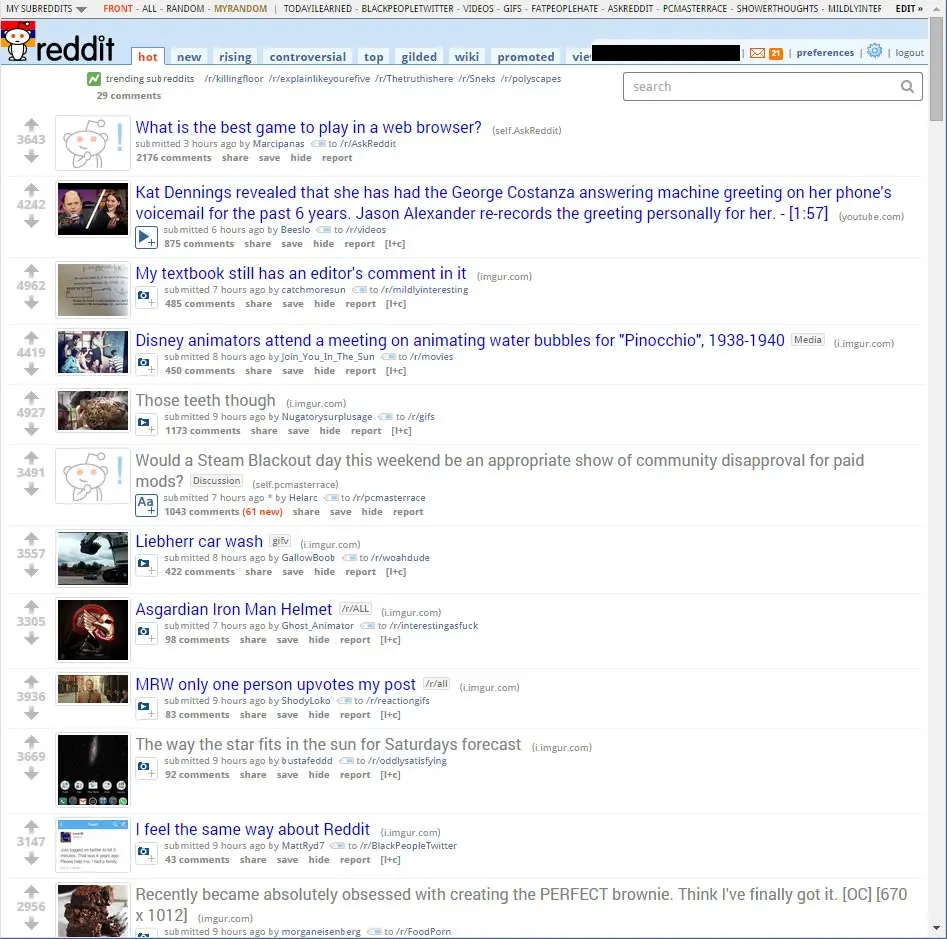 MY SUBREDDITS FRONT - ALL - RANDOM - MYRANDOM | TODAYILEARNED - BLACKPEOPLETWITTER - VIDEOS - GIFS - FATPEOPLEHATE - ASKREDDIT - PCMASTERRACE - SHOWERTHOUGHTS - MILDLYINTER EDIT »
reddit hot new rising controversial top gilded wiki promoted vie | 21 | preferences | | logout
trending subreddits /r/killingfloor /r/explainlikeyourefive /r/Thetruthishere /r/Sneks /r/polyscapes
29 comments
search
What is the best game to play in a web browser? (self.AskReddit)
3643
submitted 3 hours ago by Marcipanas to /r/AskReddit
2176 comments share save hide report
Kat Dennings revealed that she has had the George Costanza answering machine greeting on her phone's
4242
voicemail for the past 6 years. Jason Alexander re-records the greeting personally for her. - [1:57] (youtube.com)
submitted 6 hours ago by Beeslo to /r/videos
875 comments share save hide report [l+c]
My textbook still has an editor's comment in it (imgur.com)
4962
submitted 7 hours ago by catchmoresun to /r/mildlyinteresting
485 comments share save hide report [l+c]
Disney animators attend a meeting on animating water bubbles for "Pinocchio", 1938-1940 Media (i.imgur.com)
4419
submitted 8 hours ago by Join_You_In_The_Sun to /r/movies
450 comments share save hide report [l+c]
Those teeth though (i.imgur.com)
4927
submitted 9 hours ago by Nugatorysurplusage to /r/gifs
1173 comments share save hide report [l+c]
Would a Steam Blackout day this weekend be an appropriate show of community disapproval for paid
3491
mods? Discussion (self.pcmasterrace)
submitted 7 hours ago * by Helarc to /r/pcmasterrace
Aa
1043 comments (61 new) share save hide report
Liebherr car wash gifv (i.imgur.com)
3557
submitted 8 hours ago by GallowBoob to /r/woahdude
422 comments share save hide report [l+c]
Asgardian Iron Man Helmet /r/ALL (i.imgur.com)
3305
submitted 7 hours ago by Ghost_Animator to /r/interestingasfuck
98 comments share save hide report [l+c]
MRW only one person upvotes my post /r/all (i.imgur.com)
3936
submitted 9 hours ago by ShodyLoko to /r/reactiongifs
83 comments share save hide report [l+c]
The way the star fits in the sun for Saturdays forecast (i.imgur.com)
3669
submitted 9 hours ago by bustafeddd to /r/oddlysatisfying
92 comments share save hide report [l+c]
I feel the same way about Reddit (i.imgur.com)
3147
submitted 9 hours ago by MattRyd7 to /r/BlackPeopleTwitter
43 comments share save hide report [l+c]
Recently became absolutely obsessed with creating the PERFECT brownie. Think I've finally got it. [OC] [670
2956
x 1012] (imgur.com)
submitted 9 hours ago by morganeisenberg to /r/FoodPorn